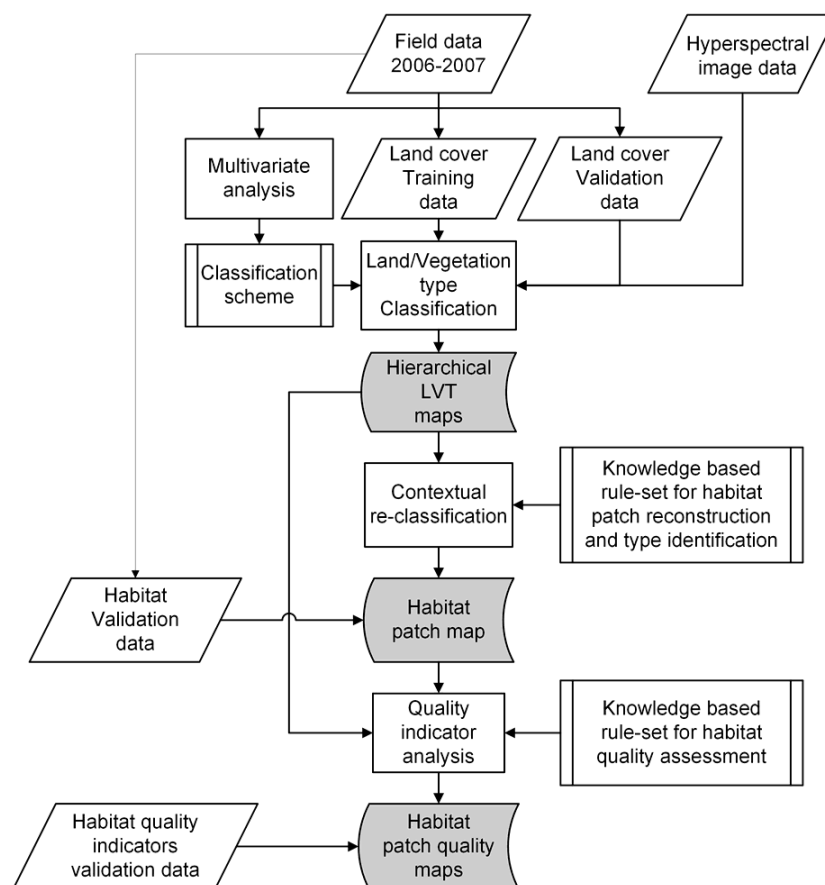 Field data
2006-2007
Hyperspectral
image data
Multivariate
analysis
Land cover
Training
data
Land cover
Validation
data
Classification
scheme
Land/Vegetation
type
Classification
Hierarchical
LVT
maps
Contextual
re-classification
Knowledge based
rule-set for habitat
patch reconstruction
and type identification
Habitat
Validation
data
Habitat
patch map
Quality
indicator
analysis
Knowledge based
rule-set for habitat
quality assessment
Habitat quality
indicators
validation data
Habitat
patch quality
maps